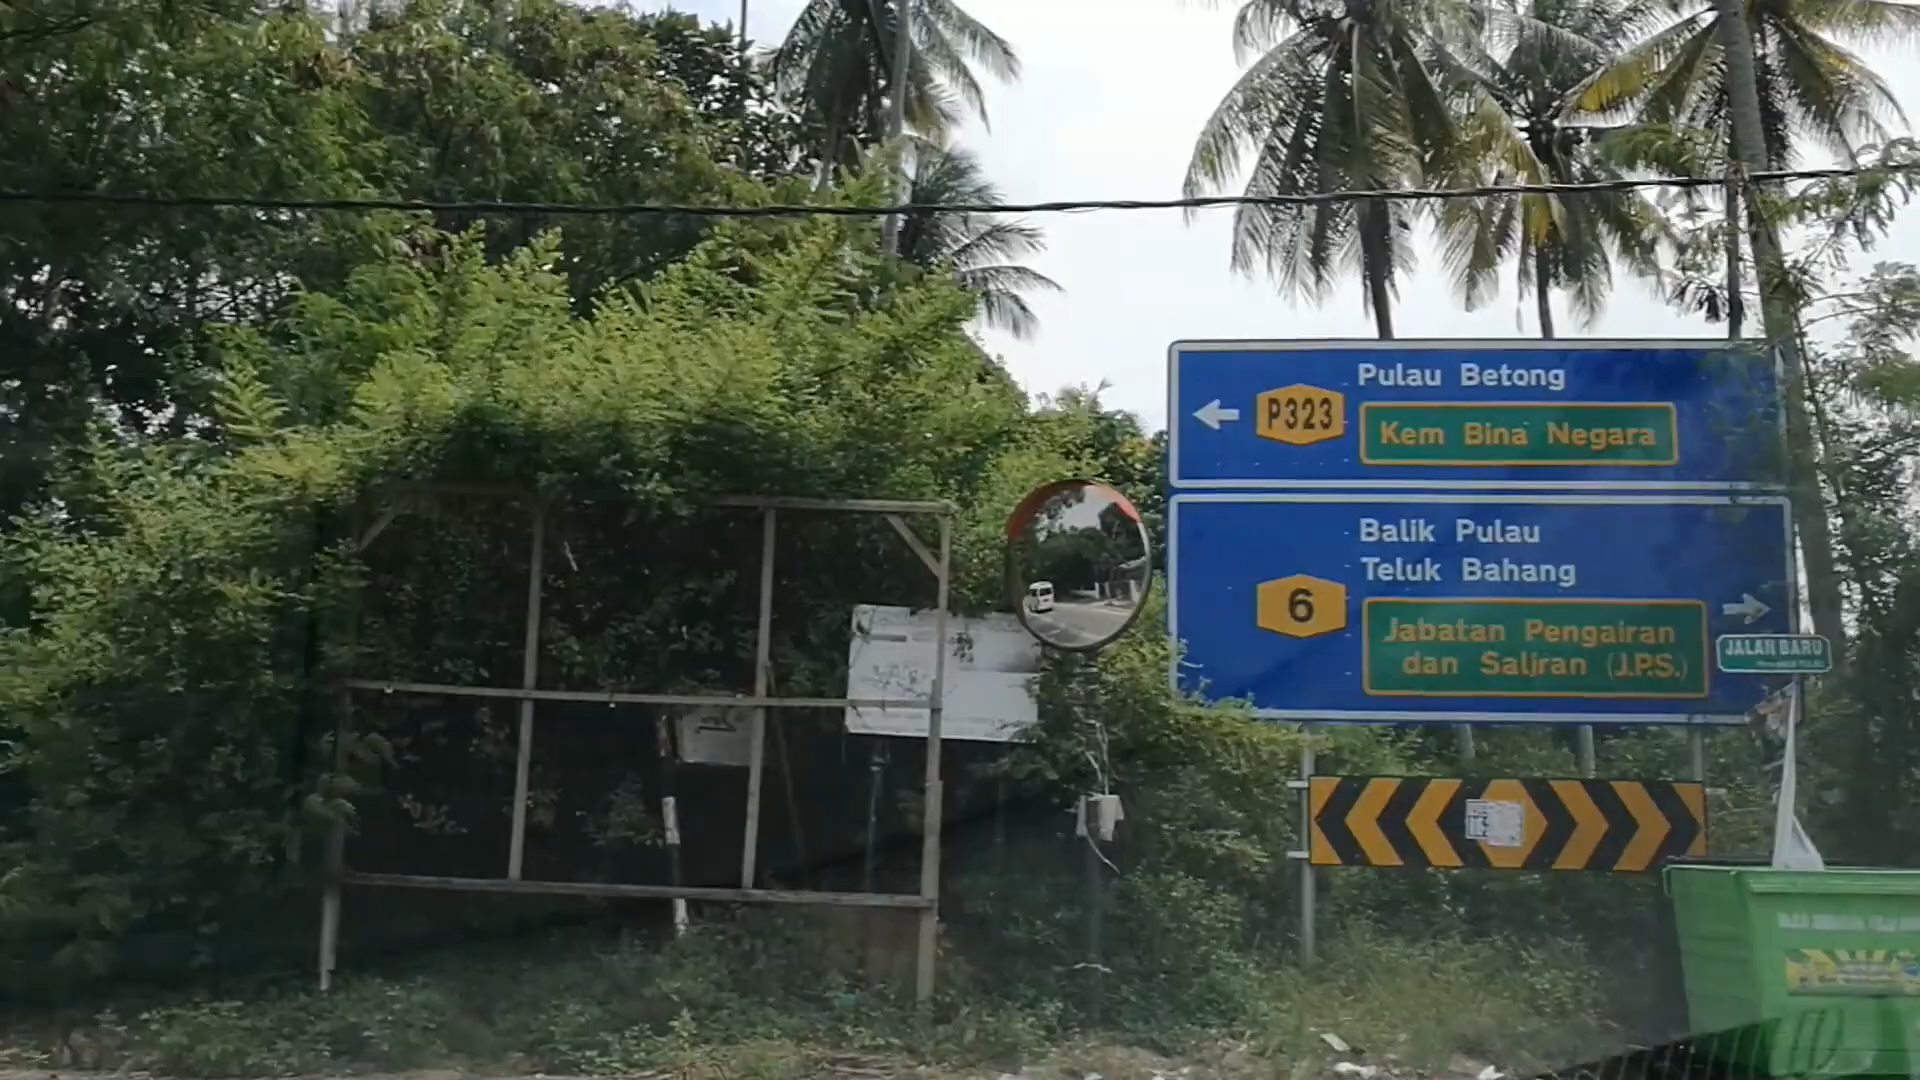 Pulau Betong
P323
Kem Bina Negara
Balik Pulau
Teluk Bahang
6
Jabatan Pengairan
dan Saliran (J.P.S.)
JALAN BARU